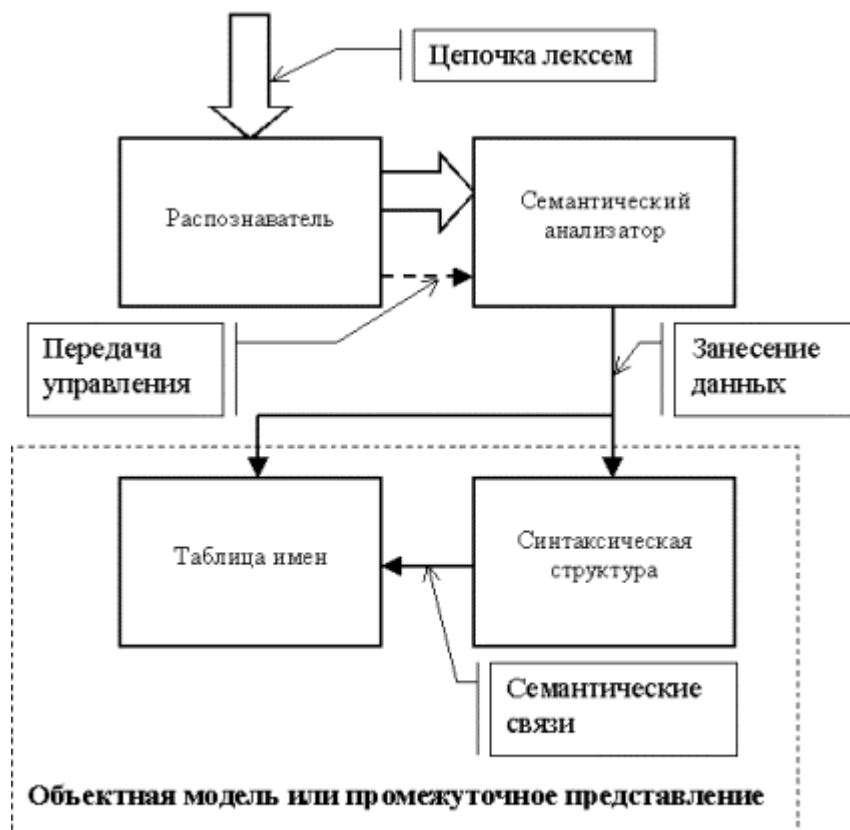 Цепочка лексем
Распознаватель
Семантический
анализатор
Передача
управления
Занесение
данных
Таблица имен
Синтаксическая
структура
Семантические
связи
Объектная модель или промежуточное представление